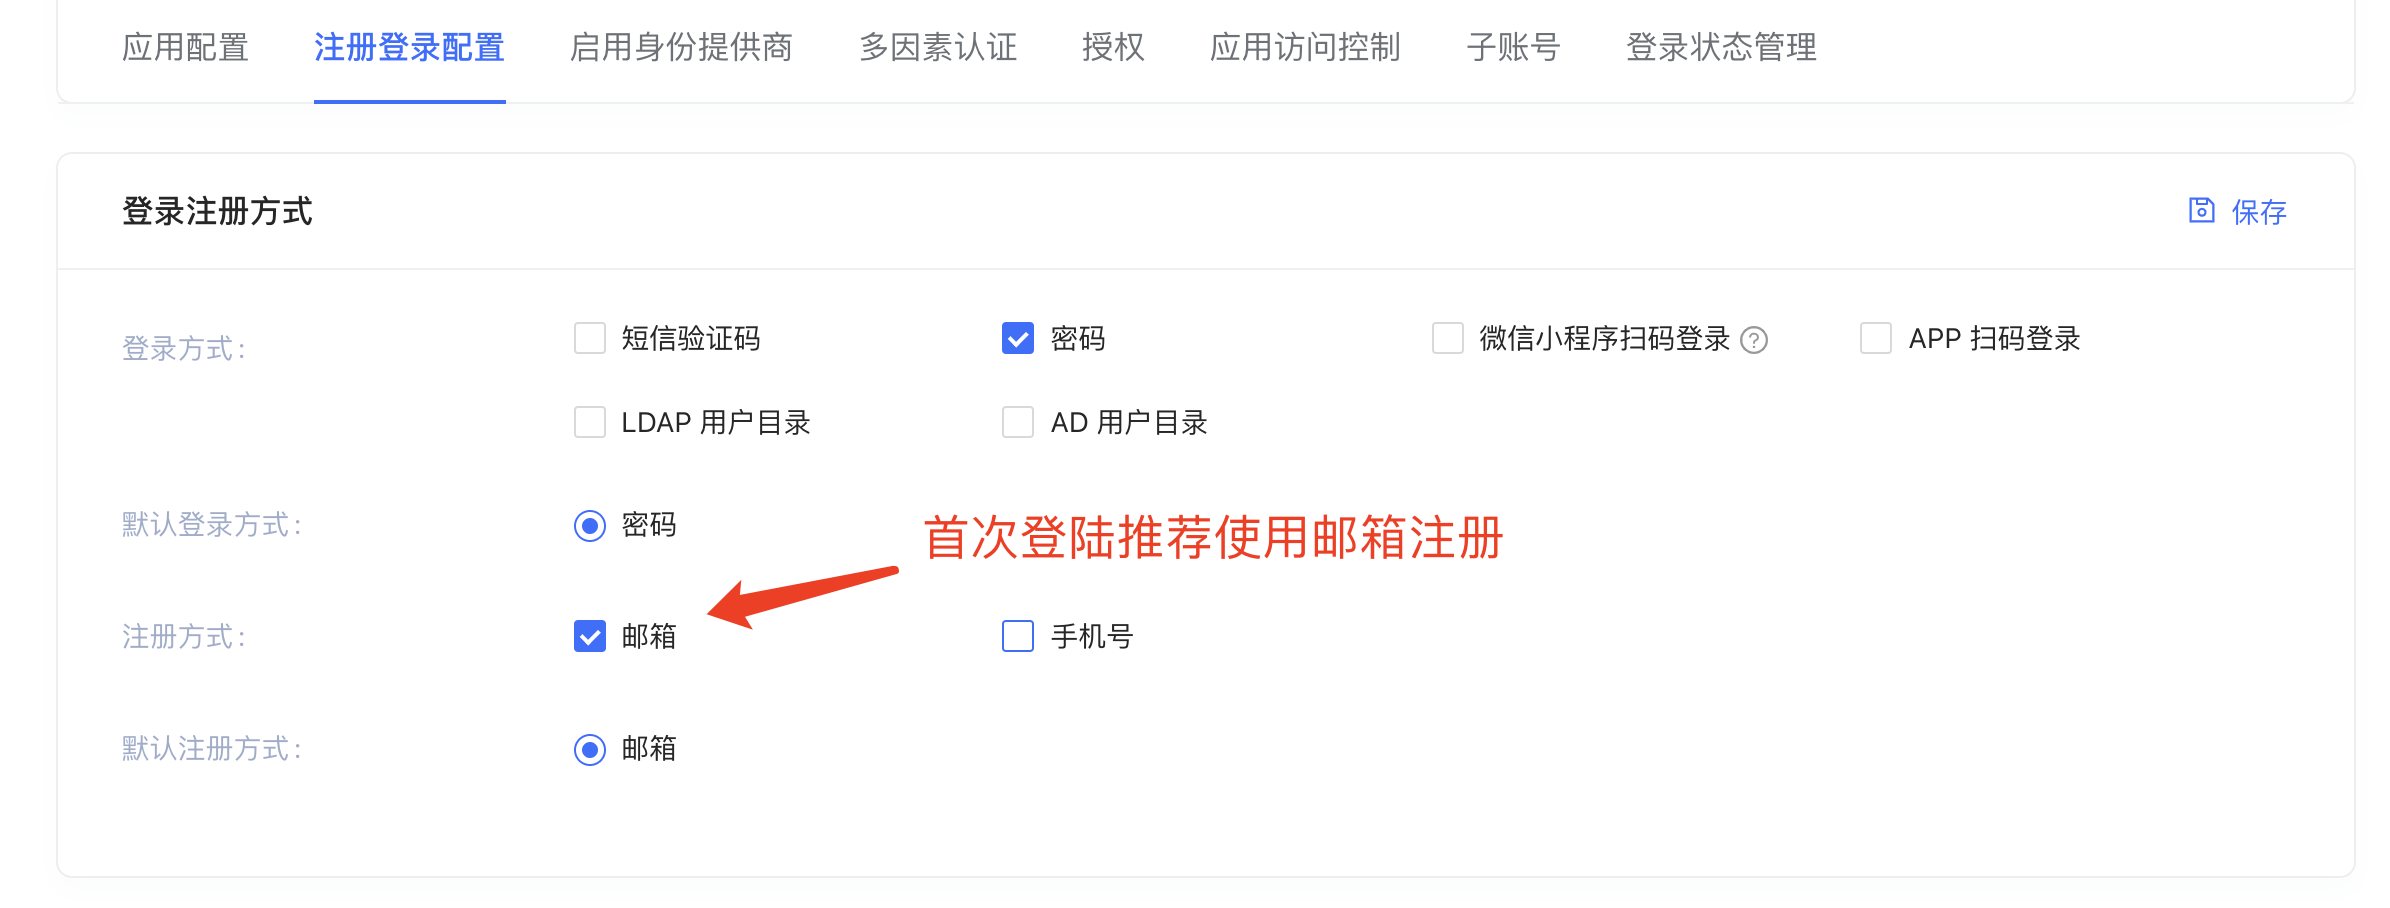 应用配置 注册登录配置 启用身份提供商 多因素认证 授权 应用访问控制 子账号 登录状态管理
登录注册方式 保存
登录方式: 短信验证码 密码 微信小程序扫码登录 ? APP 扫码登录
LDAP 用户目录 AD 用户目录
默认登录方式: 密码 首次登陆推荐使用邮箱注册
注册方式: 邮箱 手机号
默认注册方式: 邮箱